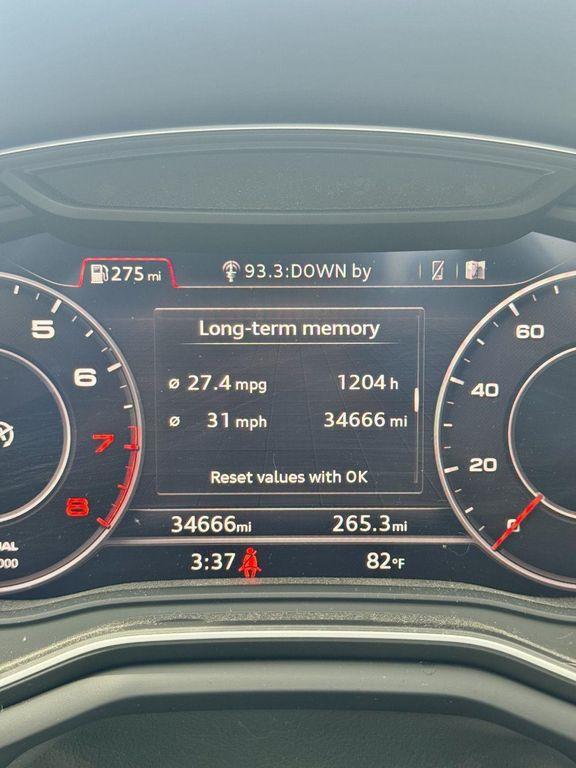 275 mi
93.3:DOWN by
Long-term memory
ø 27.4 mpg 1204 h
ø 31 mph 34666 mi
Reset values with OK
34666mi 265.3mi
3:37 82°F
5
6
7
8
60
40
20
0
000